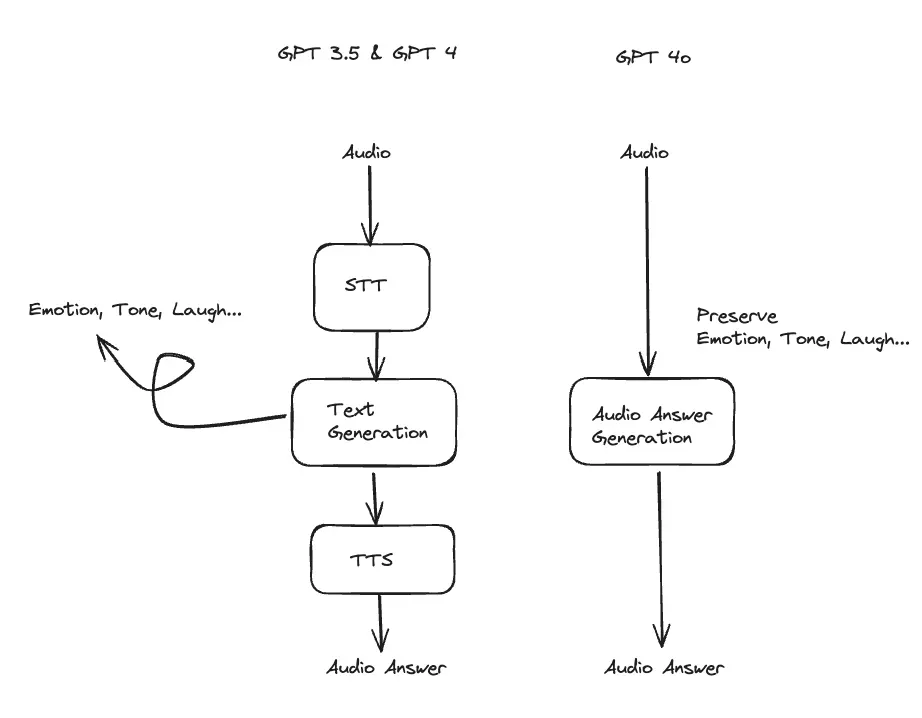 GPT 3.5 & GPT 4
GPT 4o
Audio
STT
Emotion, Tone, Laugh...
Text
Generation
TTS
Audio Answer
Audio
Preserve
Emotion, Tone, Laugh...
Audio Answer
Generation
Audio Answer